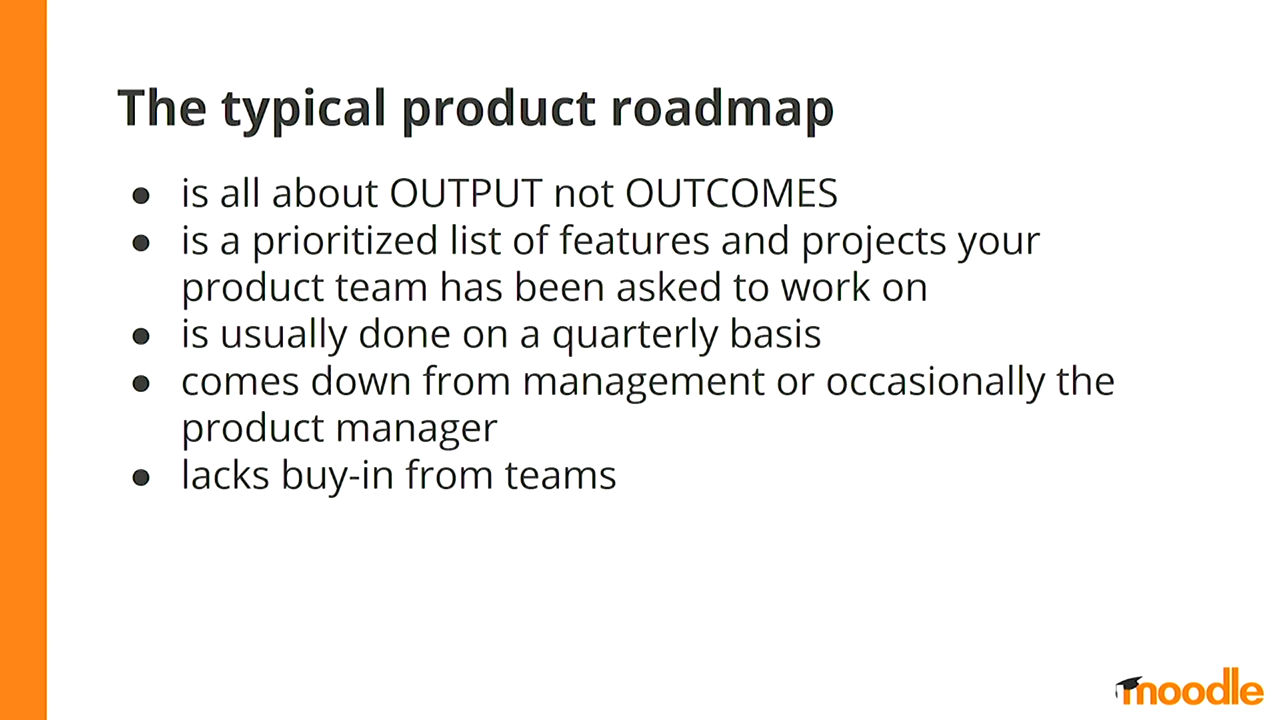 The typical product roadmap
● is all about OUTPUT not OUTCOMES
● is a prioritized list of features and projects your
product team has been asked to work on
● is usually done on a quarterly basis
● comes down from management or occasionally the
product manager
● lacks buy-in from teams
moodle